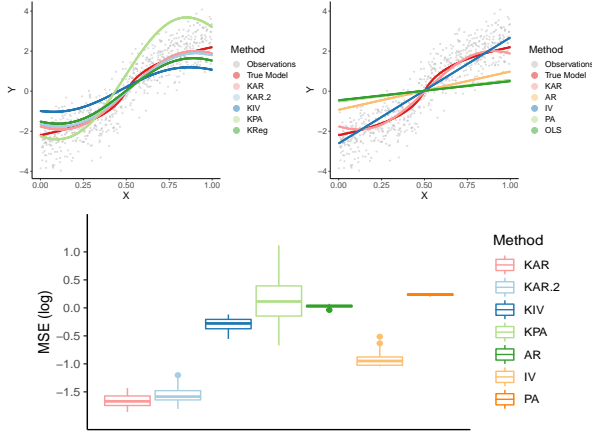 Method
Observations
True Model
KAR
KAR.2
KIV
KPA
KReg
Y
4
2
0
−2
−4
0.00 0.25 0.50 0.75 1.00
X
Method
Observations
True Model
KAR
AR
IV
PA
OLS
Y
4
2
0
−2
−4
0.00 0.25 0.50 0.75 1.00
X
MSE (log)
1.0
0.5
0.0
−0.5
−1.0
−1.5
Method
KAR
KAR.2
KIV
KPA
AR
IV
PA